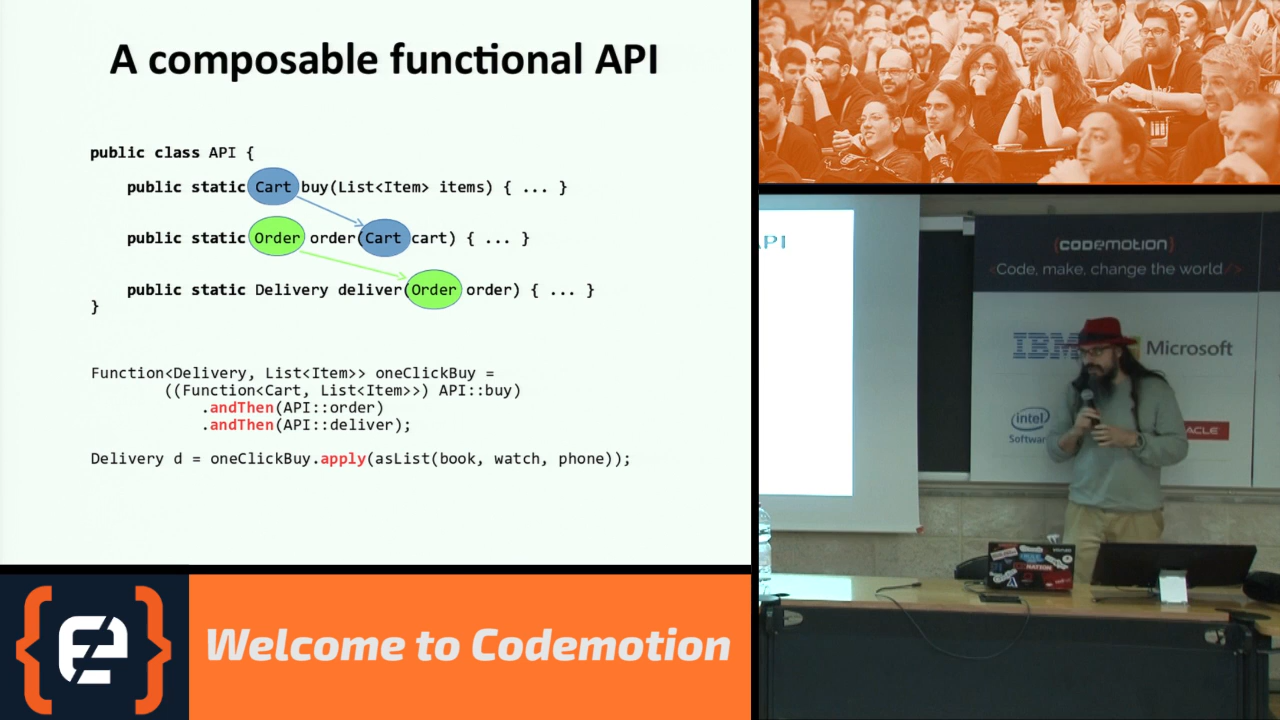 A composable functional API
public class API {
public static Cart buy(List<Item> items) { ... }
public static Order order(Cart cart) { ... }
public static Delivery deliver(Order order) { ... }
}
Function<Delivery, List<Item>> oneClickBuy =
((Function<Cart, List<Item>>) API::buy)
.andThen(API::order)
.andThen(API::deliver);
Delivery d = oneClickBuy.apply(asList(book, watch, phone));
Welcome to Codemotion
API
{CODEMOTION}
<Code, make, change the world/>
IBM
Microsoft
intel
Software
ACLE